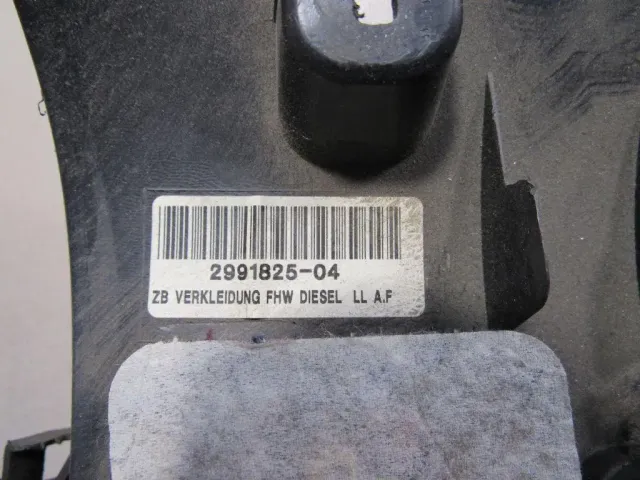 2991825-04
ZB VERKLEIDUNG FHW DIESEL LL A.F